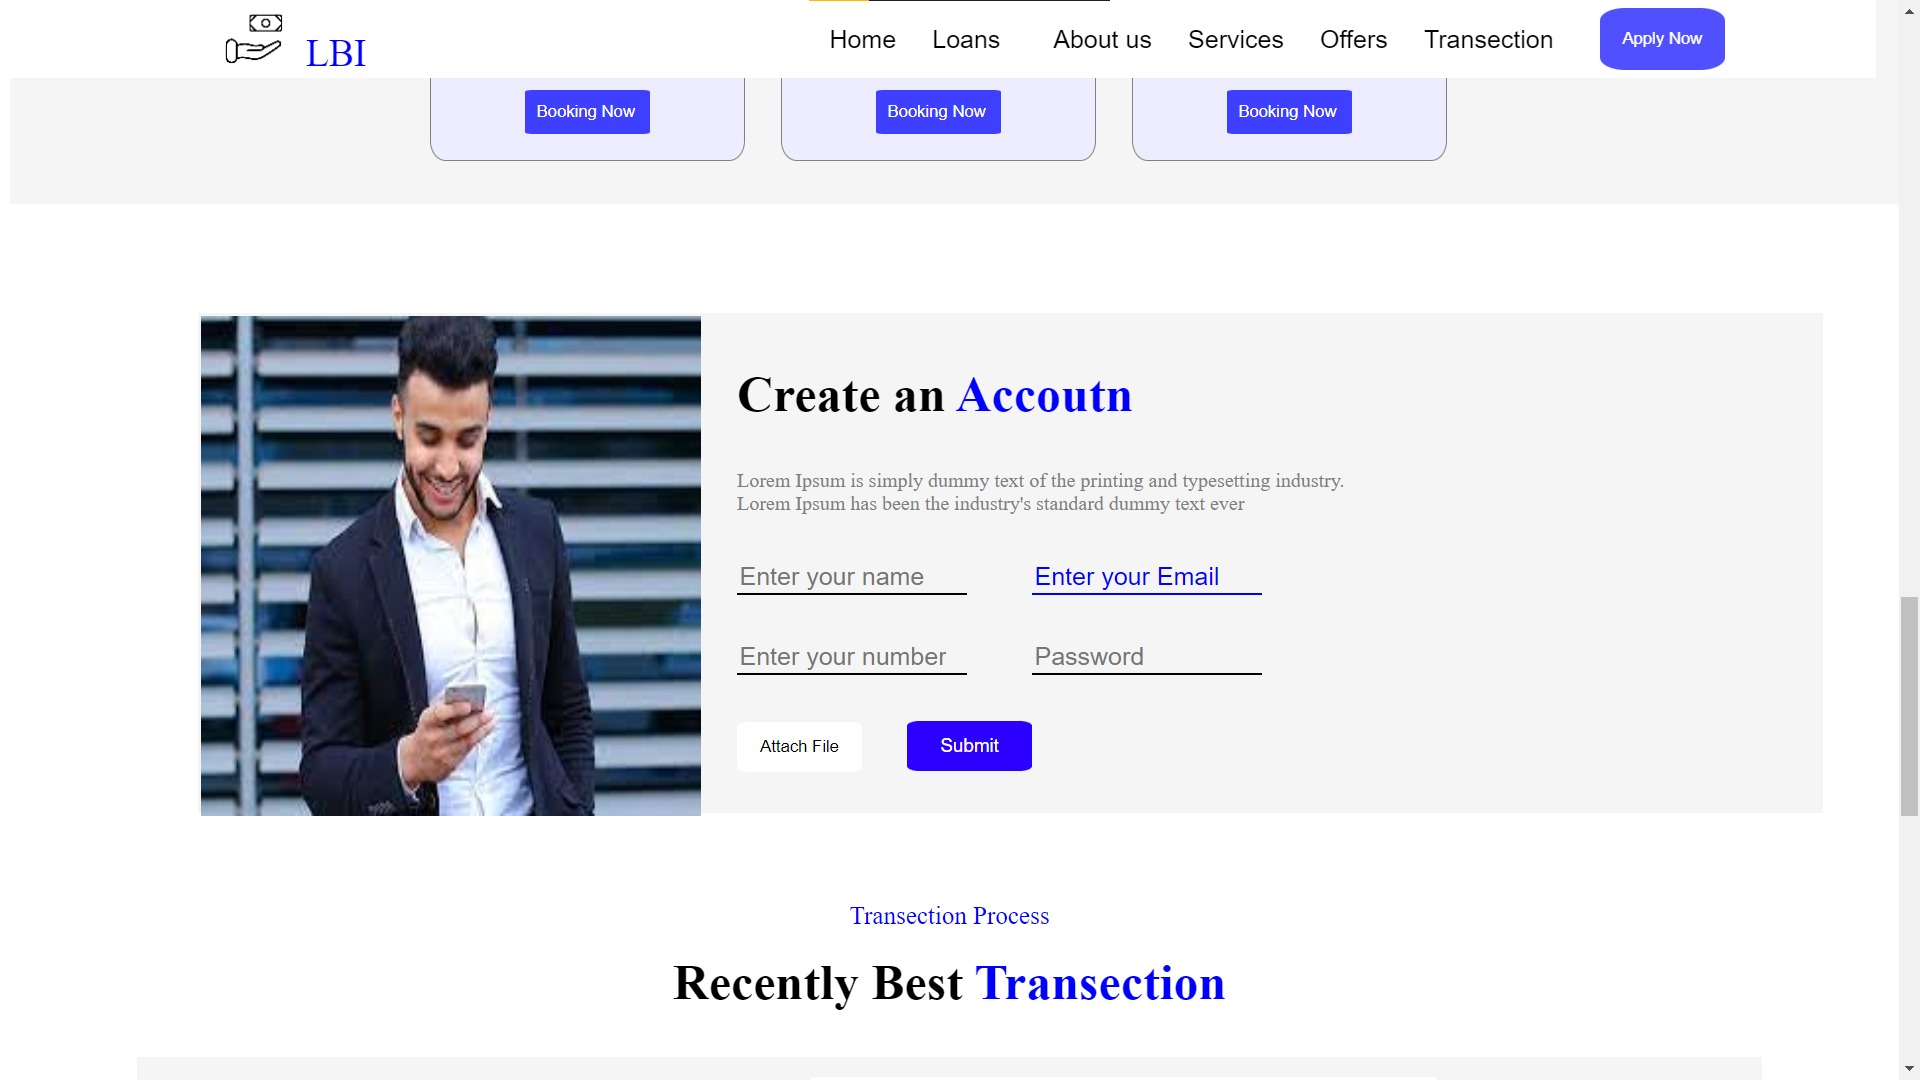 LBI
Home Loans About us Services Offers Transection Apply Now
Booking Now Booking Now Booking Now
Create an Accoutn
Lorem Ipsum is simply dummy text of the printing and typesetting industry.
Lorem Ipsum has been the industry's standard dummy text ever
Enter your name Enter your Email
Enter your number Password
Attach File Submit
Transection Process
Recently Best Transection